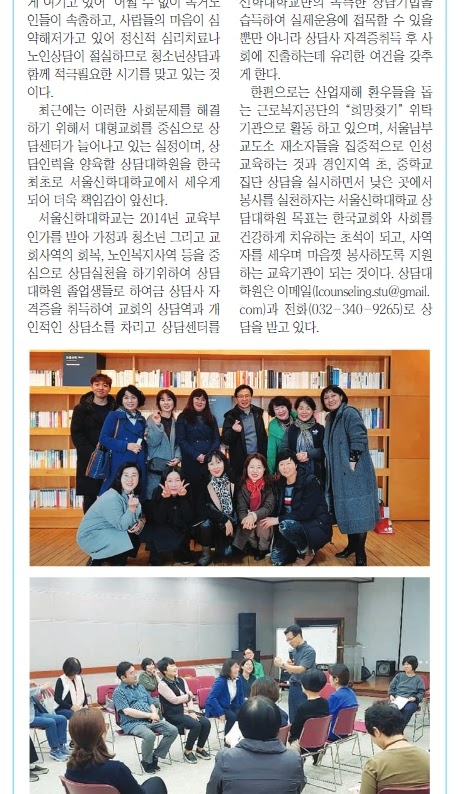 게 여기고 있어 어쩔 수 없이 독거노
인들이 속출하고, 사람들의 마음이 심
약해져가고 있어 정신적 심리치료나
노인상담이 절실하므로 청소년상담과
함께 적극필요한 시기를 맞고 있는 것
이다.
최근에는 이러한 사회문제를 해결
하기 위해서 대형교회를 중심으로 상
담센터가 늘어나고 있는 실정이며, 상
담인력을 양육할 상담대학원을 한국
최초로 서울신학대학교에서 세우게
되어 더욱 책임감이 앞선다.
서울신학대학교는 2014년 교육부
인가를 받아 가정과 청소년 그리고 교
회사역의 회복, 노인복지사역 등을 중
심으로 상담실천을 하기위하여 상담
대학원 졸업생들로 하여금 상담사 자
격증을 취득하여 교회의 상담역과 개
인적인 상담소를 차리고 상담센터를
신학대학교만의 독특한 상담기법을
습득하여 실제운용에 접목할 수 있을
뿐만 아니라 상담사 자격증취득 후 사
회에 진출하는데 유리한 여건을 갖추
게 한다.
한편으로는 산업재해 환우들을 돕
는 근로복지공단의 “희망찾기” 위탁
기관으로 활동 하고 있으며, 서울남부
교도소 재소자들을 집중적으로 인성
교육하는 것과 경인지역 초, 중학교
집단 상담을 실시하면서 낮은 곳에서
봉사를 실천하자는 서울신학대학교 상
담대학원 목표는 한국교회와 사회를
건강하게 치유하는 초석이 되고, 사역
자를 세우며 마음껏 봉사하도록 지원
하는 교육기관이 되는 것이다. 상담대
학원은 이메일(lcounseling.stu@gmail.
com)과 전화(032-340-9265)로 상
담을 받고 있다.